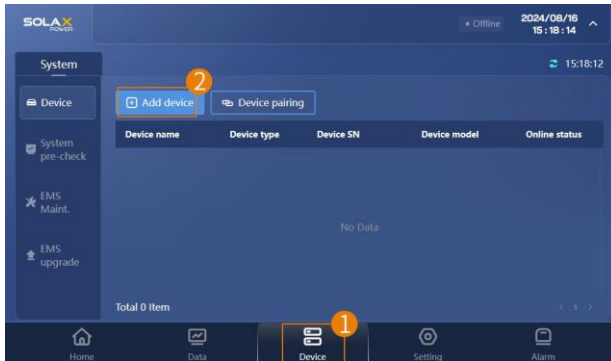 SOLAX
POWER
• Offline
2024/08/16
15:18:14
System
15:18:12
2
Device
Add device
Device pairing
Device name Device type Device SN Device model Online status
System
pre-check
EMS
Maint.
No Data
EMS
upgrade
Total 0 Item
< 1 >
1
Home Data Device Setting Alarm